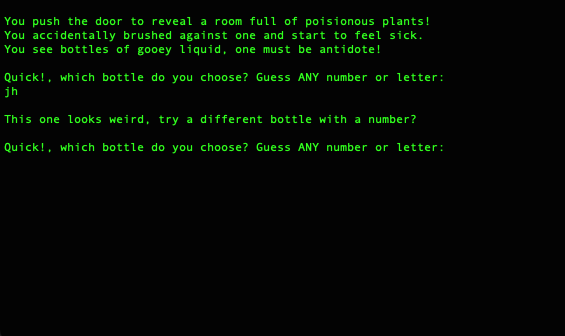 You push the door to reveal a room full of poisionous plants!
You accidentally brushed against one and start to feel sick.
You see bottles of gooey liquid, one must be antidote!
Quick!, which bottle do you choose? Guess ANY number or letter:
jh
This one looks weird, try a different bottle with a number?
Quick!, which bottle do you choose? Guess ANY number or letter: